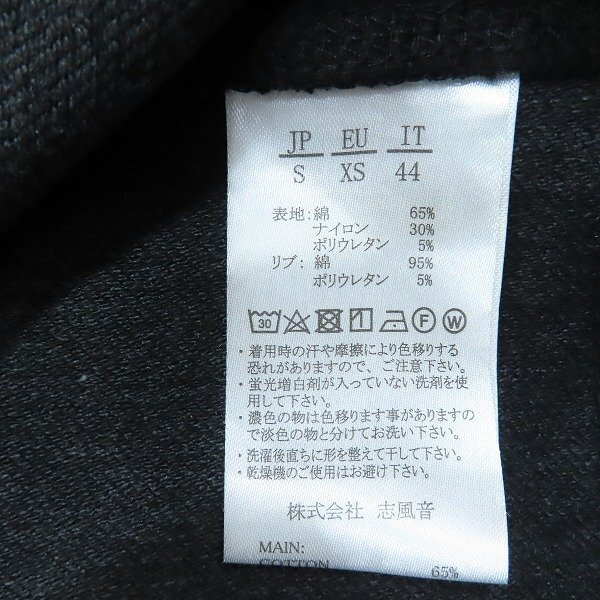 JP EU IT
S XS 44
表地: 綿 65%
ナイロン 30%
ポリウレタン 5%
リブ: 綿 95%
ポリウレタン 5%
30 F W
・着用時の汗や摩擦により色移りする
恐れがありますので、ご注意下さい。
・蛍光増白剤が入っていない洗剤を使
用して下さい。
・濃色の物は色移ります事がありますの
で淡色の物と分けてお洗い下さい。
・洗濯後直ちに形を整えて干して下さい。
・乾燥機のご使用はお避け下さい。
株式会社 志風音
MAIN:
COTTON 65%